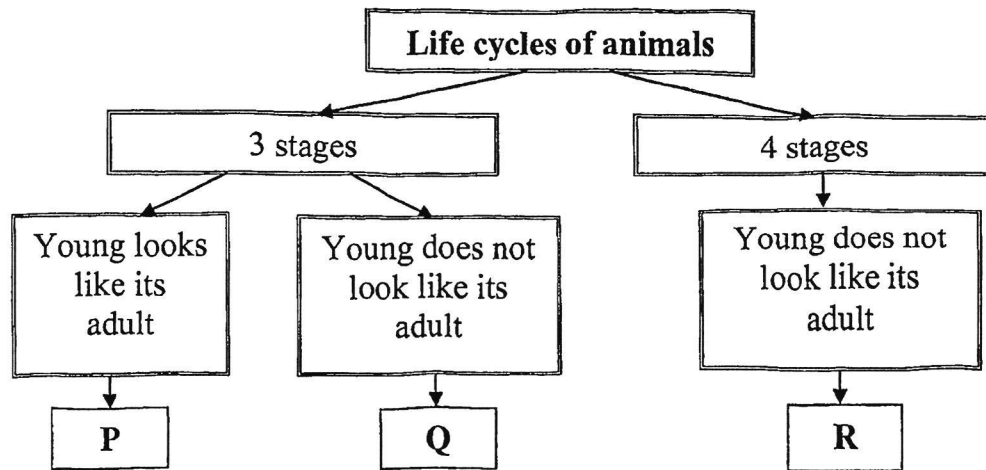 Life cycles of animals
3 stages
4 stages
Young looks
like its
adult
Young does not
look like its
adult
Young does not
look like its
adult
P
Q
R